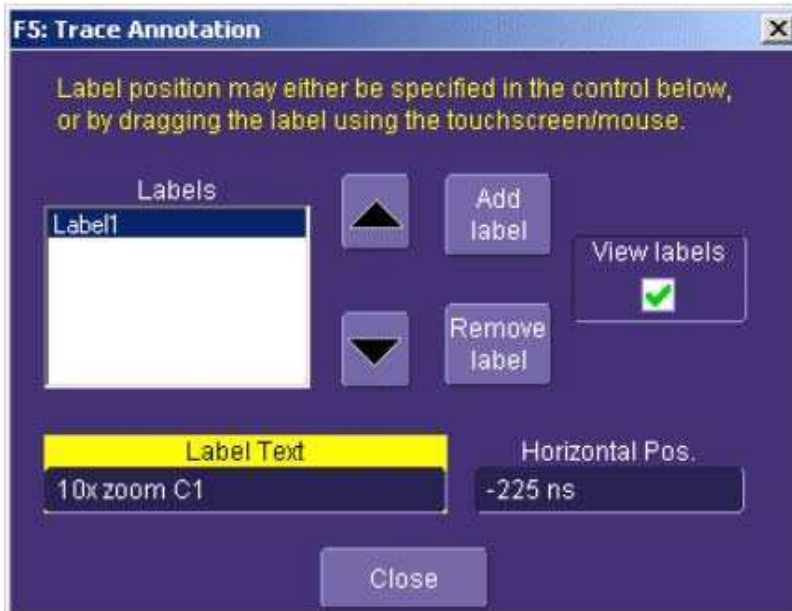 F5: Trace Annotation
Label position may either be specified in the control below,
or by dragging the label using the touchscreen/mouse.
Labels
Label1
Add
label
View labels
Remove
label
Label Text
10x zoom C1
Horizontal Pos.
-225 ns
Close